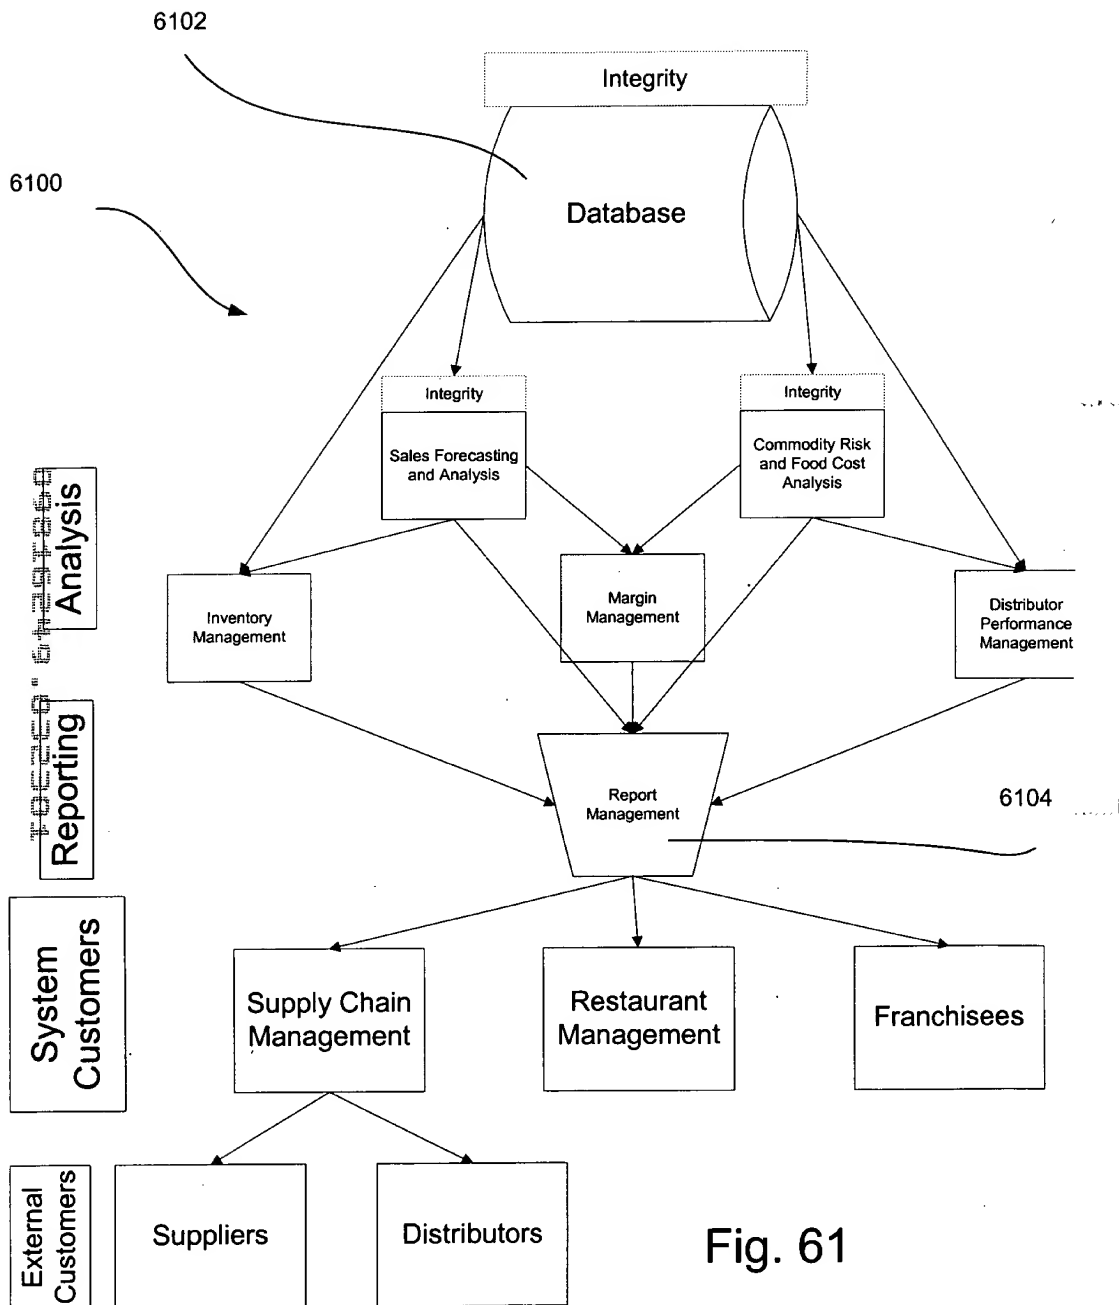 6102
Integrity
6100
Database
Integrity
Integrity
Sales Forecasting
and Analysis
Commodity Risk
and Food Cost
Analysis
Analysis
Inventory
Management
Margin
Management
Distributor
Performance
Management
Reporting
Report
Management
6104
System
Customers
Supply Chain
Management
Restaurant
Management
Franchisees
External
Customers
Suppliers
Distributors
Fig. 61